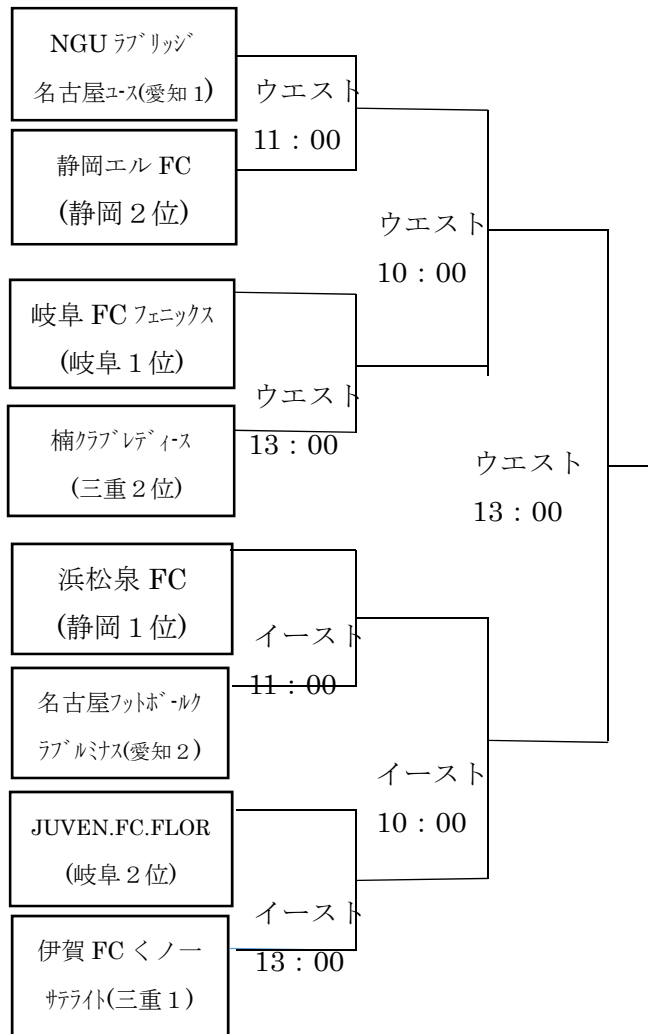 NGU ﾗﾌﾞﾘｯｼﾞ
名古屋ﾕｰｽ(愛知 1)
ウエスト
11：00
静岡エル FC
(静岡２位)
ウエスト
10：00
岐阜 FC ﾌｪﾆｯｸｽ
(岐阜１位)
ウエスト
13：00
楠ｸﾗﾌﾞﾚﾃﾞｨｰｽ
(三重２位)
ウエスト
13：00
浜松泉 FC
(静岡１位)
イースト
11：00
名古屋ﾌｯﾄﾎﾞｰﾙｸ
ﾗﾌﾞﾙﾐﾅｽ(愛知２)
イースト
10：00
JUVEN.FC.FLOR
(岐阜２位)
イースト
13：00
伊賀 FC くノ一
ｻﾃﾗｲﾄ(三重１)